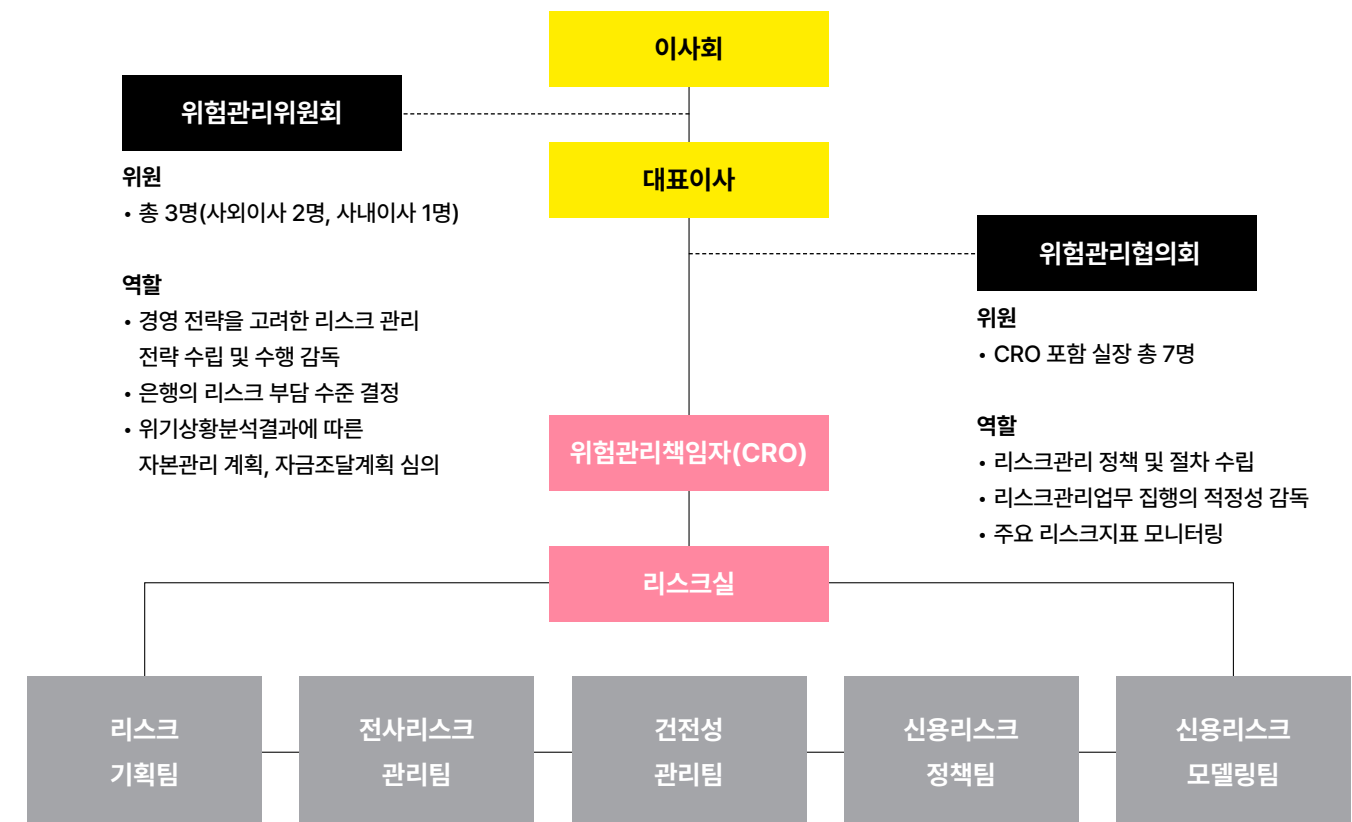 이사회
위험관리위원회
위원
• 총 3명(사외이사 2명, 사내이사 1명)
역할
• 경영 전략을 고려한 리스크 관리
전략 수립 및 수행 감독
• 은행의 리스크 부담 수준 결정
• 위기상황분석결과에 따른
자본관리 계획, 자금조달계획 심의
대표이사
위험관리협의회
위원
• CRO 포함 실장 총 7명
역할
• 리스크관리 정책 및 절차 수립
• 리스크관리업무 집행의 적정성 감독
• 주요 리스크지표 모니터링
위험관리책임자(CRO)
리스크실
리스크
기획팀
전사리스크
관리팀
건전성
관리팀
신용리스크
정책팀
신용리스크
모델링팀